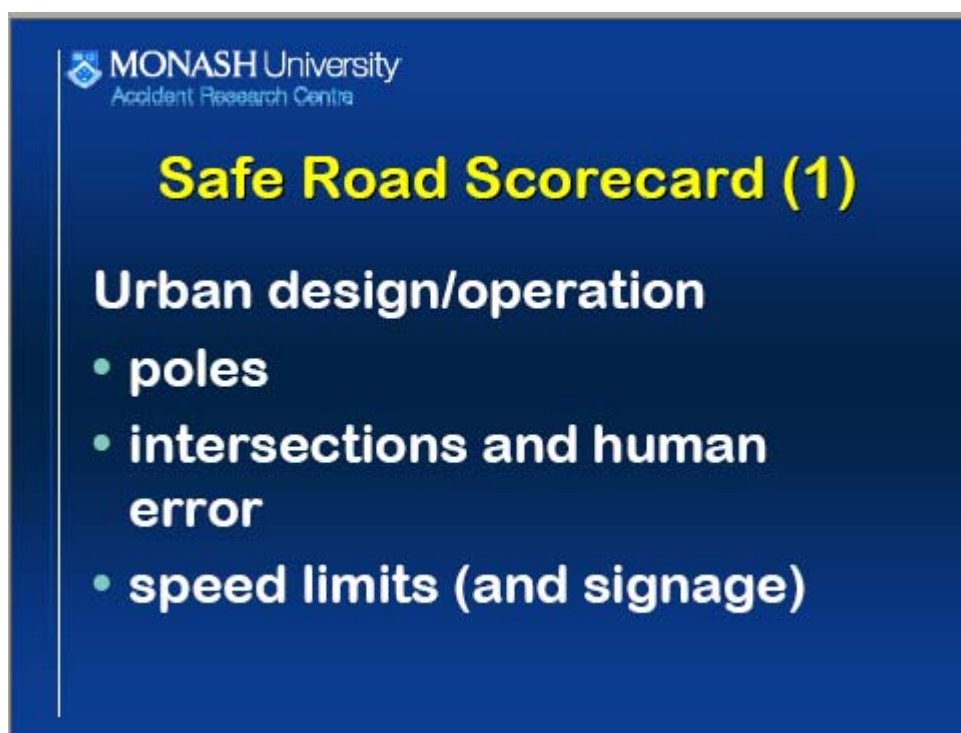 MONASH University
Accident Research Centre
Safe Road Scorecard (1)
Urban design/operation
• poles
• intersections and human
error
• speed limits (and signage)